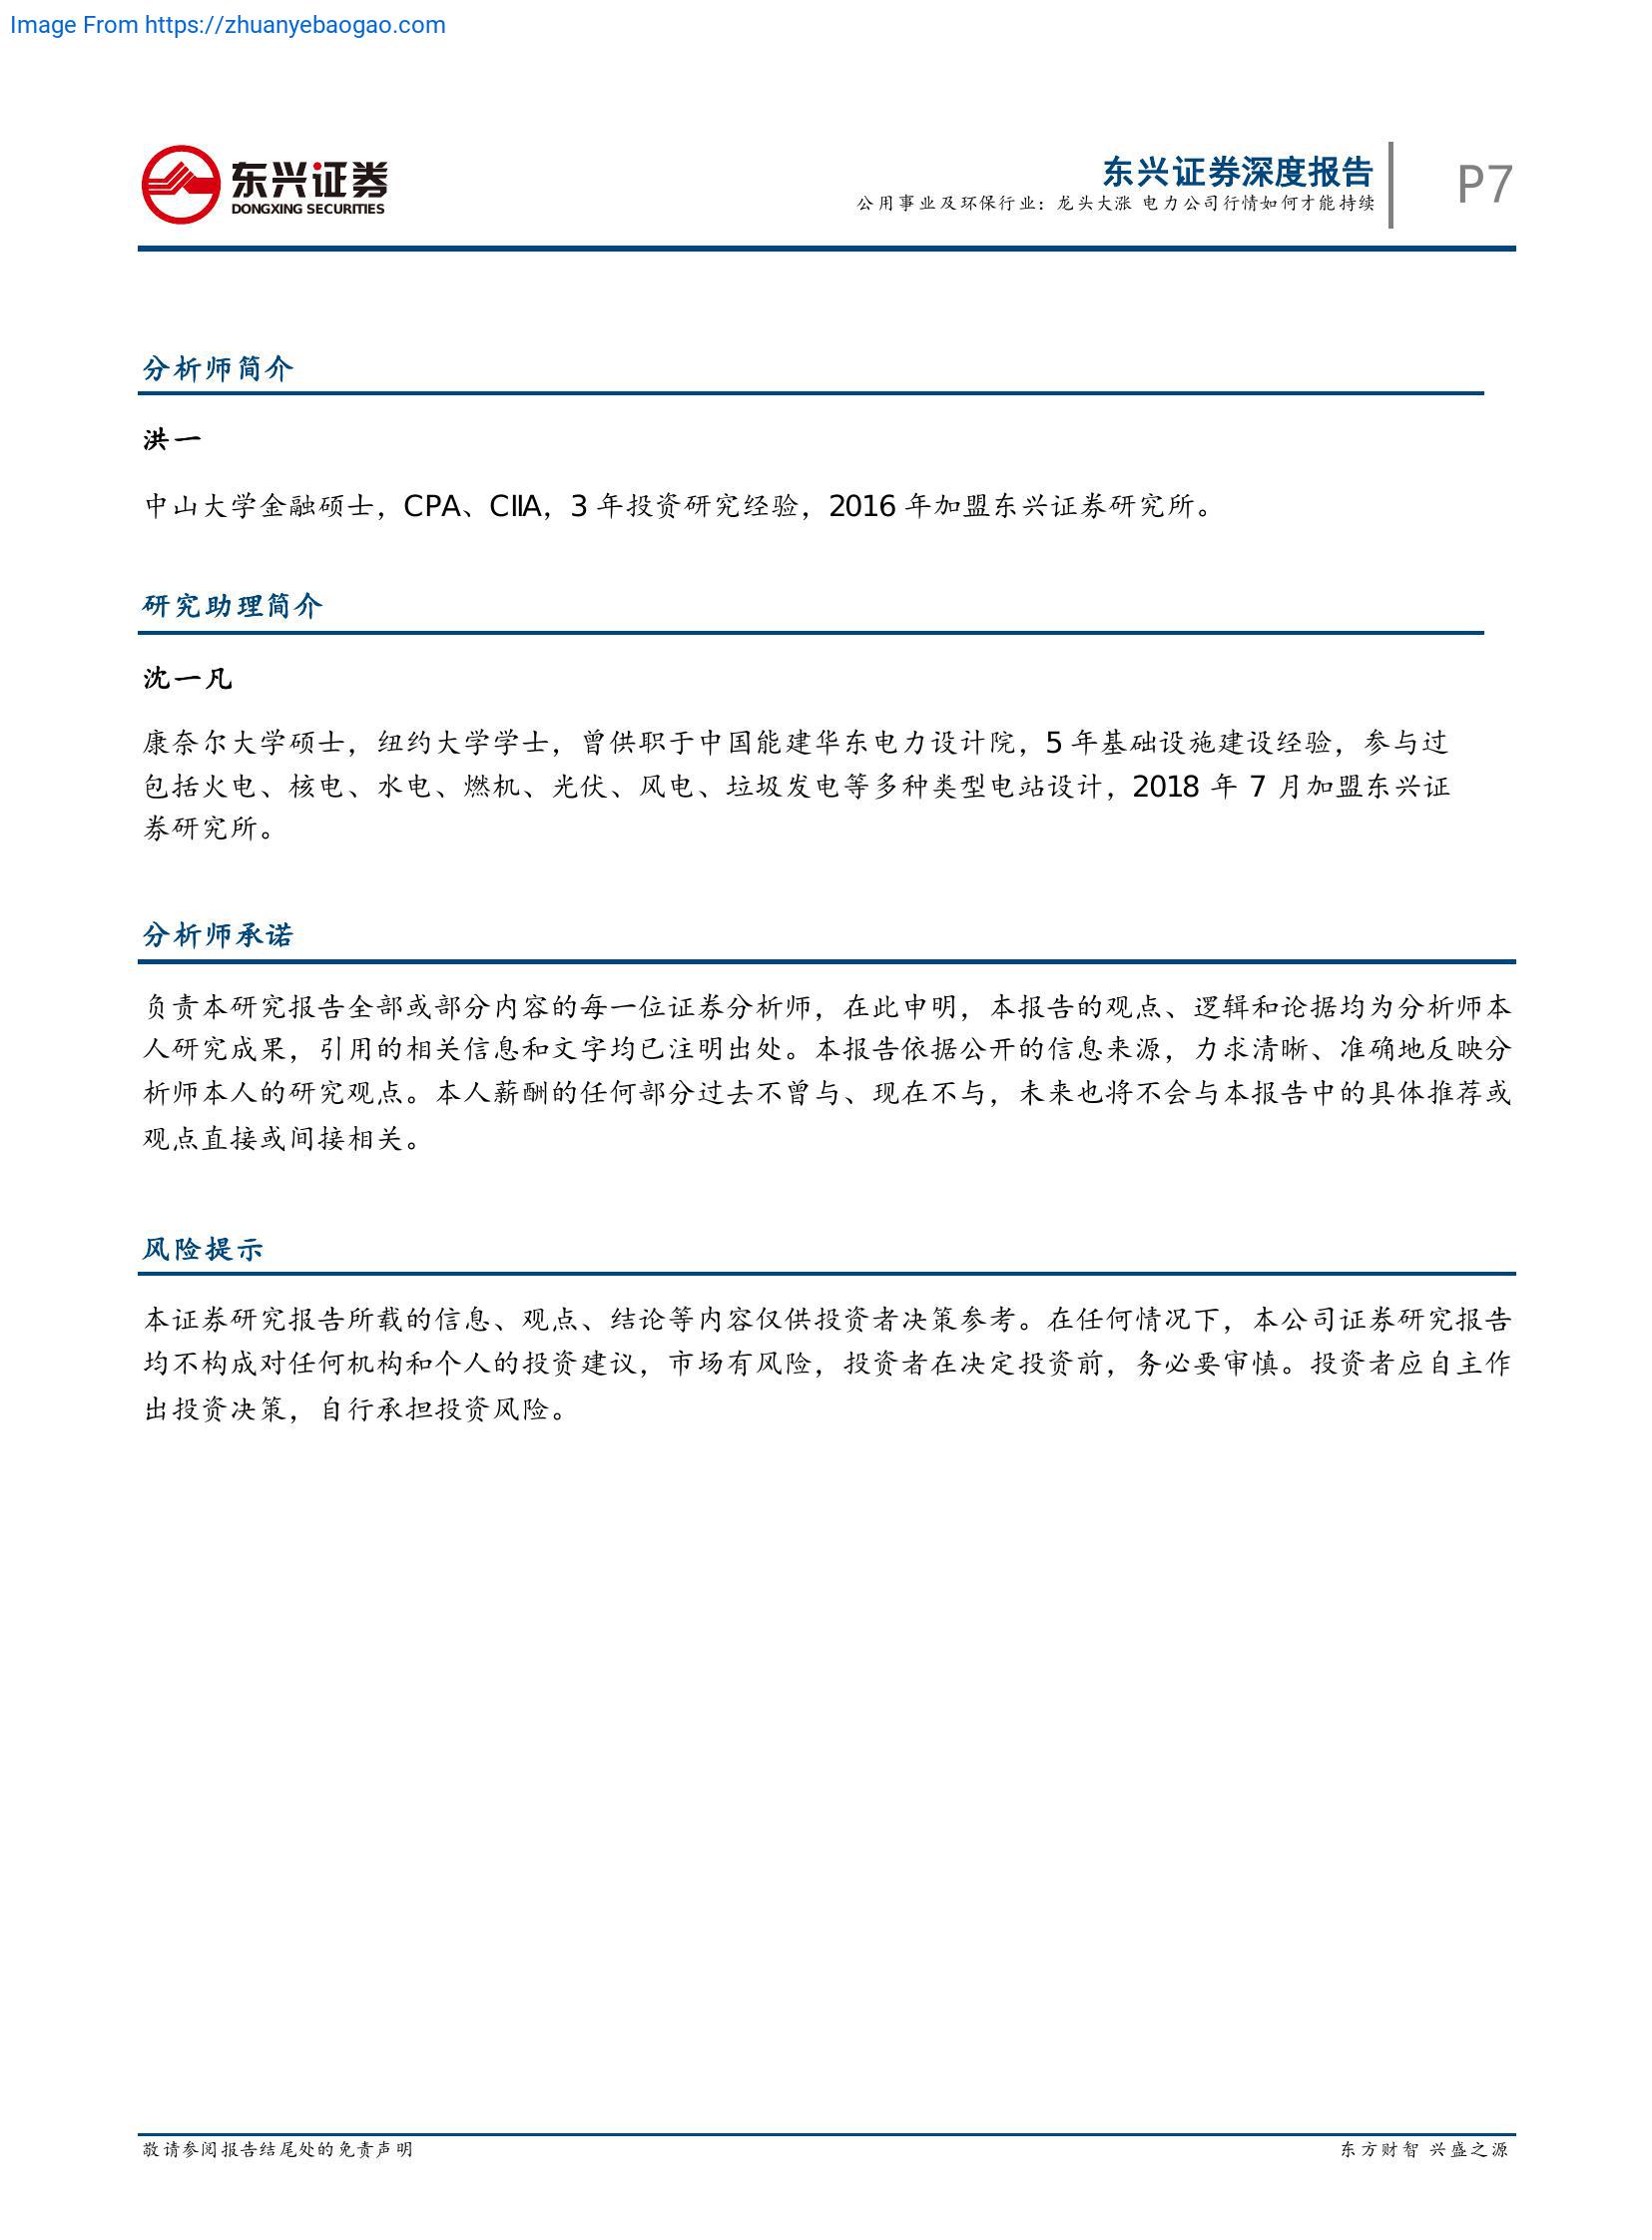 Image From https://zhuanyebaogao.com
东兴证券
DONGXING SECURITIES
东兴证券深度报告
公用事业及环保行业：龙头大涨 电力公司行情如何才能持续
P7
分析师简介
洪一
中山大学金融硕士，CPA、CIIA，3 年投资研究经验，2016 年加盟东兴证券研究所。
研究助理简介
沈一凡
康奈尔大学硕士，纽约大学学士，曾供职于中国能建华东电力设计院，5 年基础设施建设经验，参与过
包括火电、核电、水电、燃机、光伏、风电、垃圾发电等多种类型电站设计，2018 年 7 月加盟东兴证
券研究所。
分析师承诺
负责本研究报告全部或部分内容的每一位证券分析师，在此申明，本报告的观点、逻辑和论据均为分析师本
人研究成果，引用的相关信息和文字均已注明出处。本报告依据公开的信息来源，力求清晰、准确地反映分
析师本人的研究观点。本人薪酬的任何部分过去不曾与、现在不与，未来也将不会与本报告中的具体推荐或
观点直接或间接相关。
风险提示
本证券研究报告所载的信息、观点、结论等内容仅供投资者决策参考。在任何情况下，本公司证券研究报告
均不构成对任何机构和个人的投资建议，市场有风险，投资者在决定投资前，务必要审慎。投资者应自主作
出投资决策，自行承担投资风险。
敬请参阅报告结尾处的免责声明
东方财智 兴盛之源